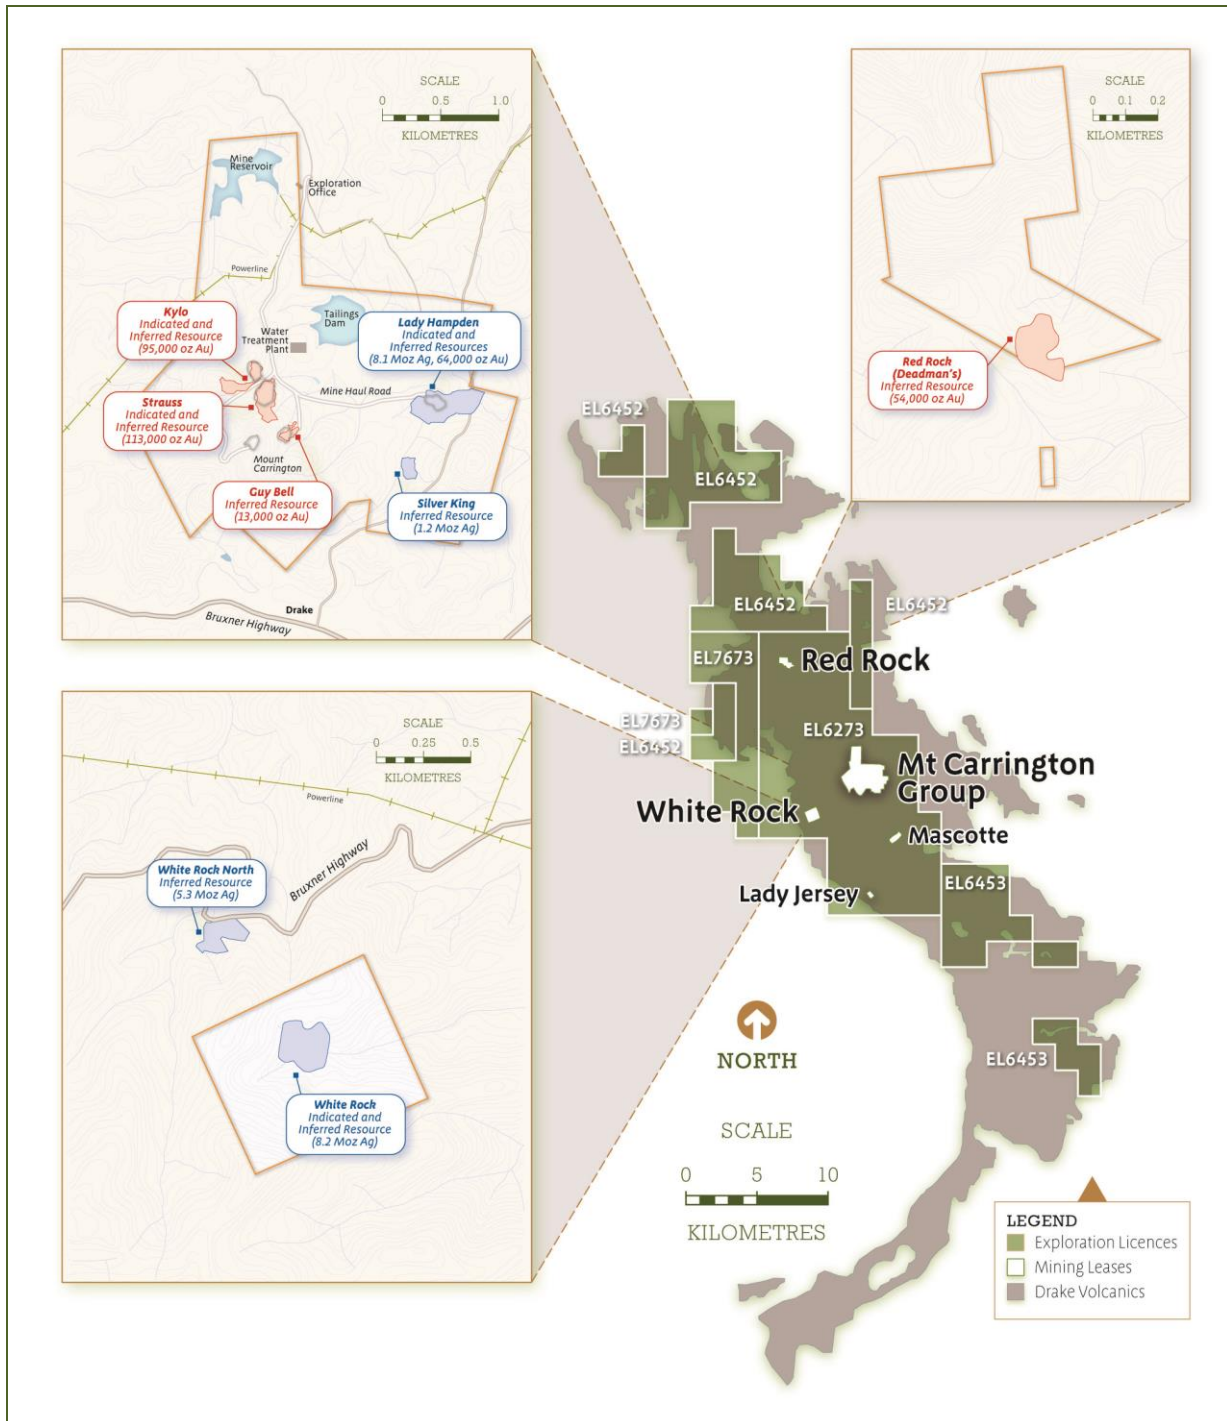 SCALE
0 0.5 1.0
KILOMETRES
Mine
Reservoir
Exploration
Office
Powerline
Kylo
Indicated and
Inferred Resource
(95,000 oz Au)
Water
Treatment
Plant
Tailings
Dam
Lady Hampden
Indicated and
Inferred Resources
(8.1 Moz Ag, 64,000 oz Au)
Mine Haul Road
Strauss
Indicated and
Inferred Resource
(113,000 oz Au)
Mount
Carrington
Guy Bell
Inferred Resource
(13,000 oz Au)
Silver King
Inferred Resource
(1.2 Moz Ag)
Drake
Bruxner Highway
SCALE
0 0.1 0.2
KILOMETRES
Red Rock
(Deadman's)
Inferred Resource
(54,000 oz Au)
SCALE
0 0.25 0.5
KILOMETRES
Powerline
Bruxner Highway
White Rock North
Inferred Resource
(5.3 Moz Ag)
White Rock
Indicated and
Inferred Resource
(8.2 Moz Ag)
EL6452
EL6452
EL6452
EL6452
EL7673
Red Rock
EL7673
EL6452
EL6273
Mt Carrington
Group
White Rock
Mascotte
Lady Jersey
EL6453
EL6453
NORTH
SCALE
0 5 10
KILOMETRES
LEGEND
Exploration Licences
Mining Leases
Drake Volcanics